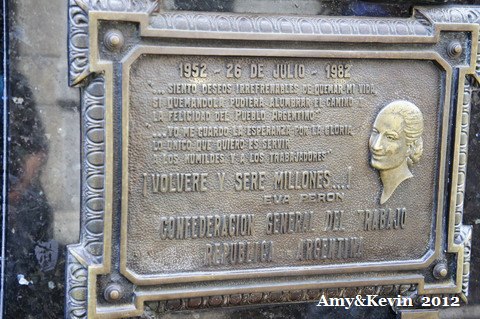 1952 - 26 DE JULIO - 1982
"... SIENTO DESEOS IRREFRENABLES DE QUEMAR MI VIDA,
SI QUEMANDOLA PUDIERA ALUMBRAR EL CAMINO Y
LA FELICIDAD DEL PUEBLO ARGENTINO"
"...YO ME GUARDO LA ESPERANZA POR LA GLORIA,
LO UNICO QUE QUIERO ES SERVIR
A LOS HUMILDES Y A LOS TRABAJADORES"
¡VOLVERE Y SERE MILLONES...!
EVA PERON
CONFEDERACION GENERAL DEL TRABAJO
REPUBLICA ARGENTINA
Amy&Kevin 2012